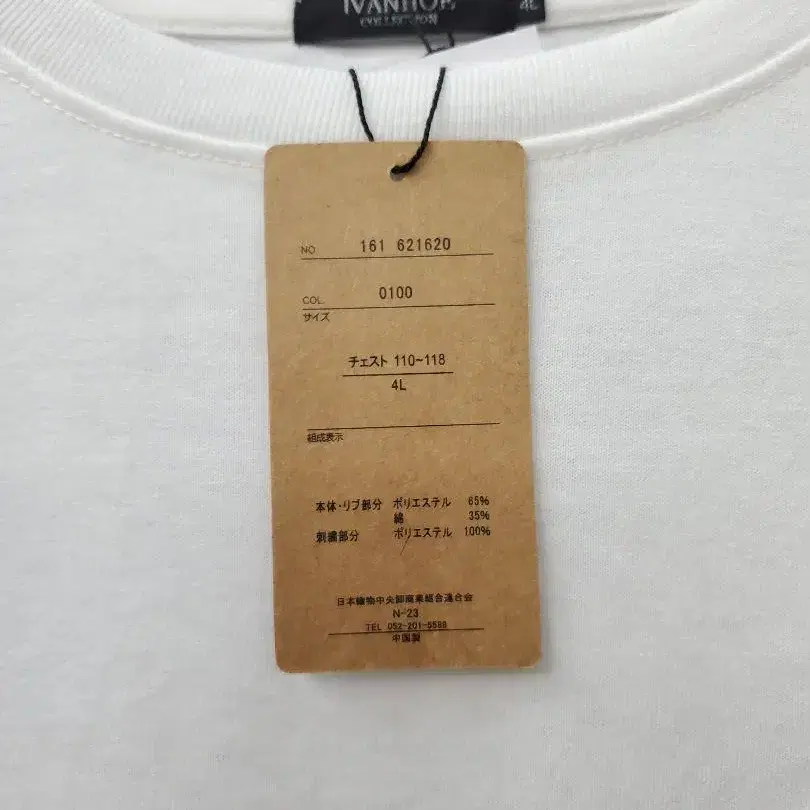 IVANHOE
COLLECTION
4L
NO 161 621620
COL. 0100
サイズ
チェスト 110~118
4L
組成表示
本体・リブ部分 ポリエステル 65%
綿 35%
刺繍部分 ポリエステル 100%
日本織物中央卸商業組合連合会
N-23
TEL 052-201-5588
中国製